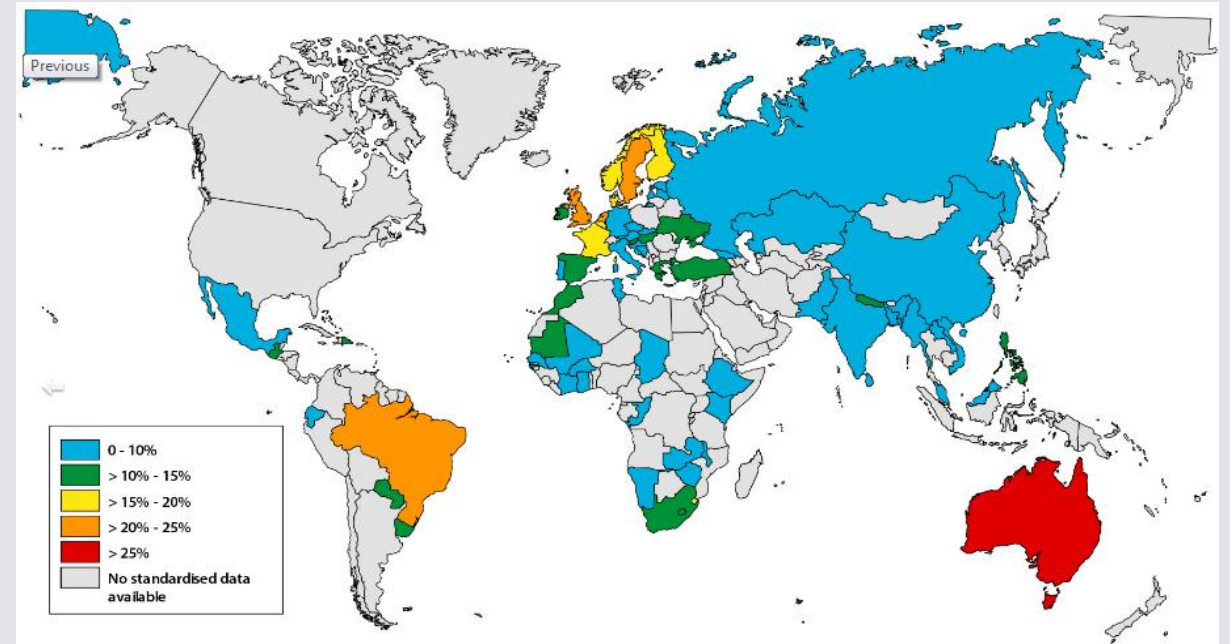 Previous
0 - 10%
> 10% - 15%
> 15% - 20%
> 20% - 25%
> 25%
No standardised data
available